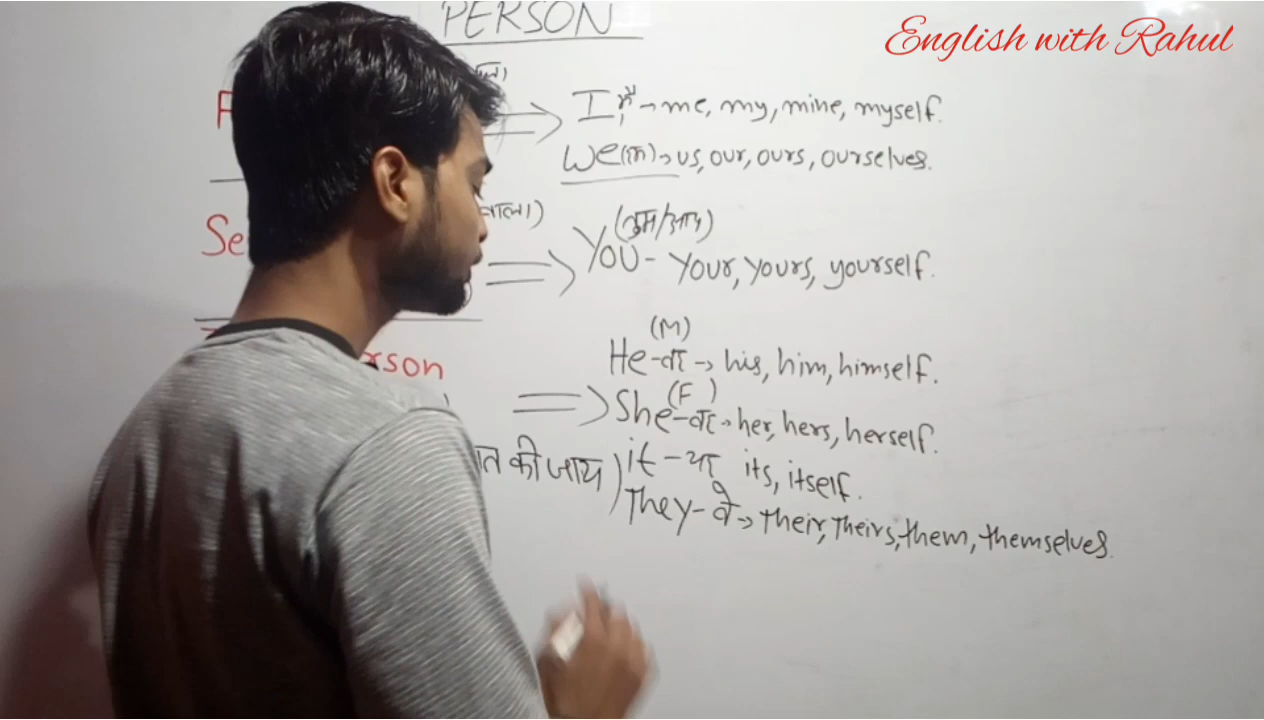 PERSON
English with Rahul
I मैं → me, my, mine, myself.
We (हम) → us, our, ours, ourselves.
वाला)
Se
(तुम/आप)
You - Your, yours, yourself.
(M)
He - वह → his, him, himself.
rson
(F)
She - वह → her, hers, herself.
it - यह its, itself.
त की जाय)
They - वे → their, theirs, them, themselves.